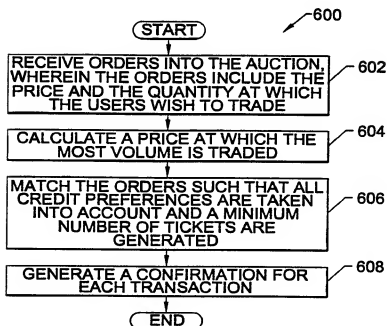 600
START
RECEIVE ORDERS INTO THE AUCTION,
WHEREIN THE ORDERS INCLUDE THE
PRICE AND THE QUANTITY AT WHICH
THE USERS WISH TO TRADE
602
CALCULATE A PRICE AT WHICH THE
MOST VOLUME IS TRADED
604
MATCH THE ORDERS SUCH THAT ALL
CREDIT PREFERENCES ARE TAKEN
INTO ACCOUNT AND A MINIMUM
NUMBER OF TICKETS ARE
GENERATED
606
GENERATE A CONFIRMATION FOR
EACH TRANSACTION
608
END